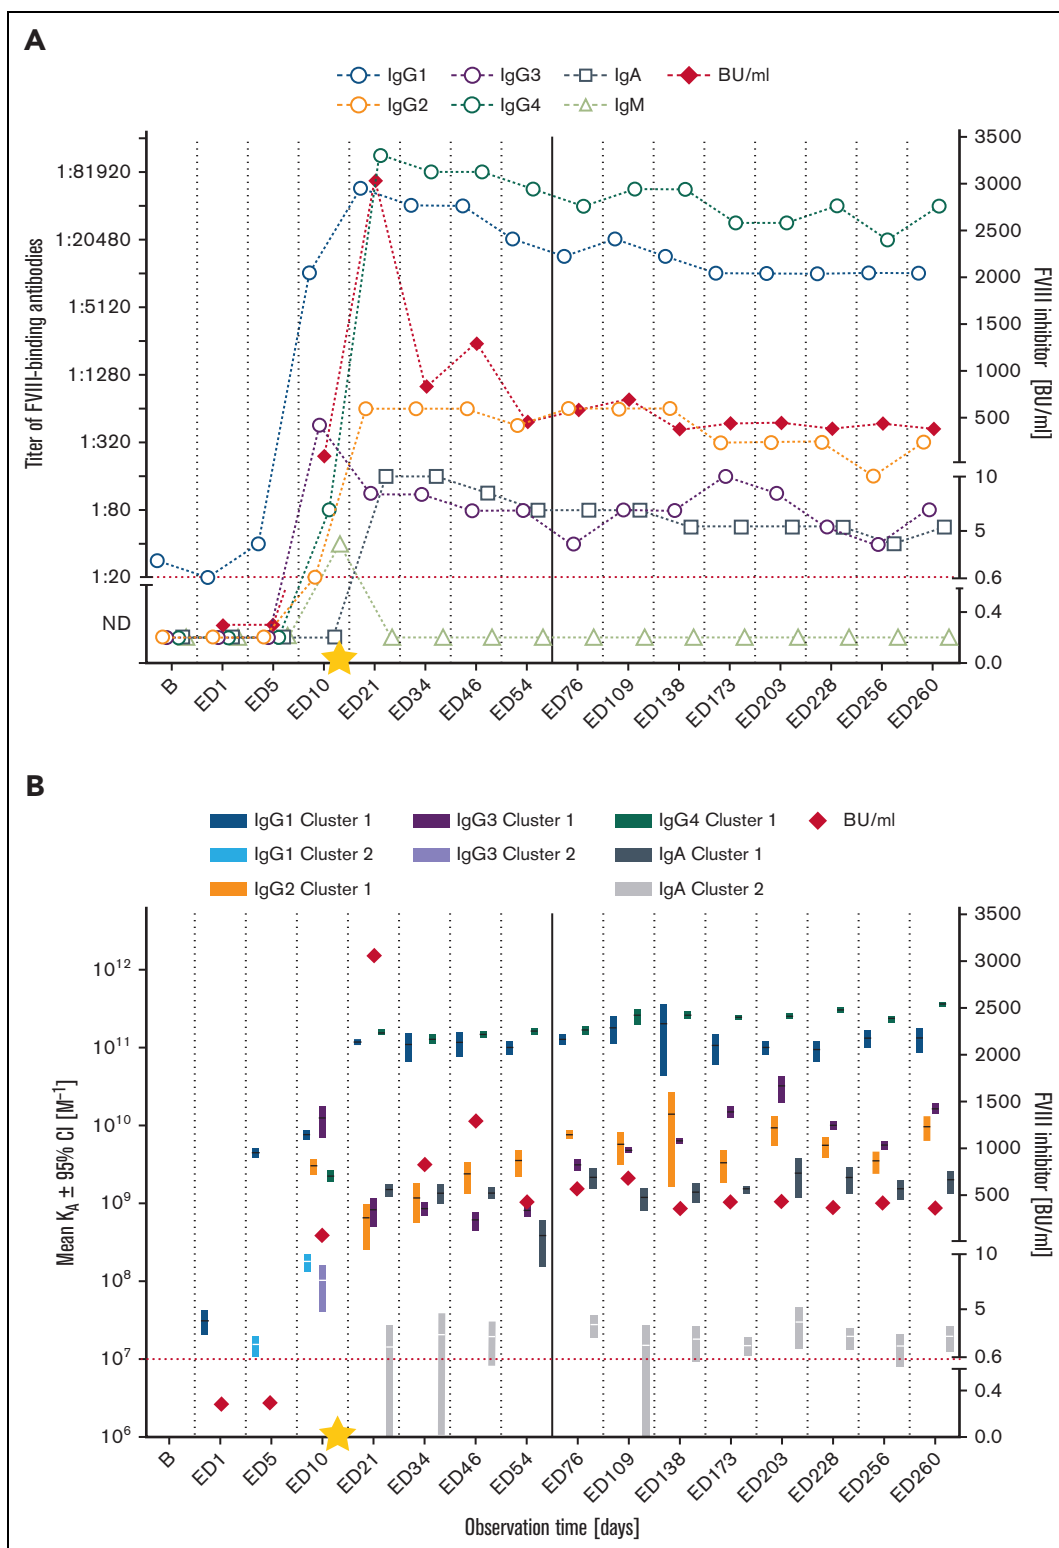 A
IgG1 IgG3 IgA BU/ml
IgG2 IgG4 IgM
Titer of FVIII-binding antibodies
1:81920
1:20480
1:5120
1:1280
1:320
1:80
1:20
ND
3500
3000
2500
2000
1500
1000
500
10
5
0.6
0.4
0.0
FVIII inhibitor [BU/ml]
B ED1 ED5 ED10 ED21 ED34 ED46 ED54 ED76 ED109 ED138 ED173 ED203 ED228 ED256 ED260
B
IgG1 Cluster 1 IgG3 Cluster 1 IgG4 Cluster 1 BU/ml
IgG1 Cluster 2 IgG3 Cluster 2 IgA Cluster 1
IgG2 Cluster 1 IgA Cluster 2
Mean K_A ± 95% CI [M⁻¹]
10¹²
10¹¹
10¹⁰
10⁹
10⁸
10⁷
10⁶
3500
3000
2500
2000
1500
1000
500
10
5
0.6
0.4
0.0
FVIII inhibitor [BU/ml]
B ED1 ED5 ED10 ED21 ED34 ED46 ED54 ED76 ED109 ED138 ED173 ED203 ED228 ED256 ED260
Observation time [days]